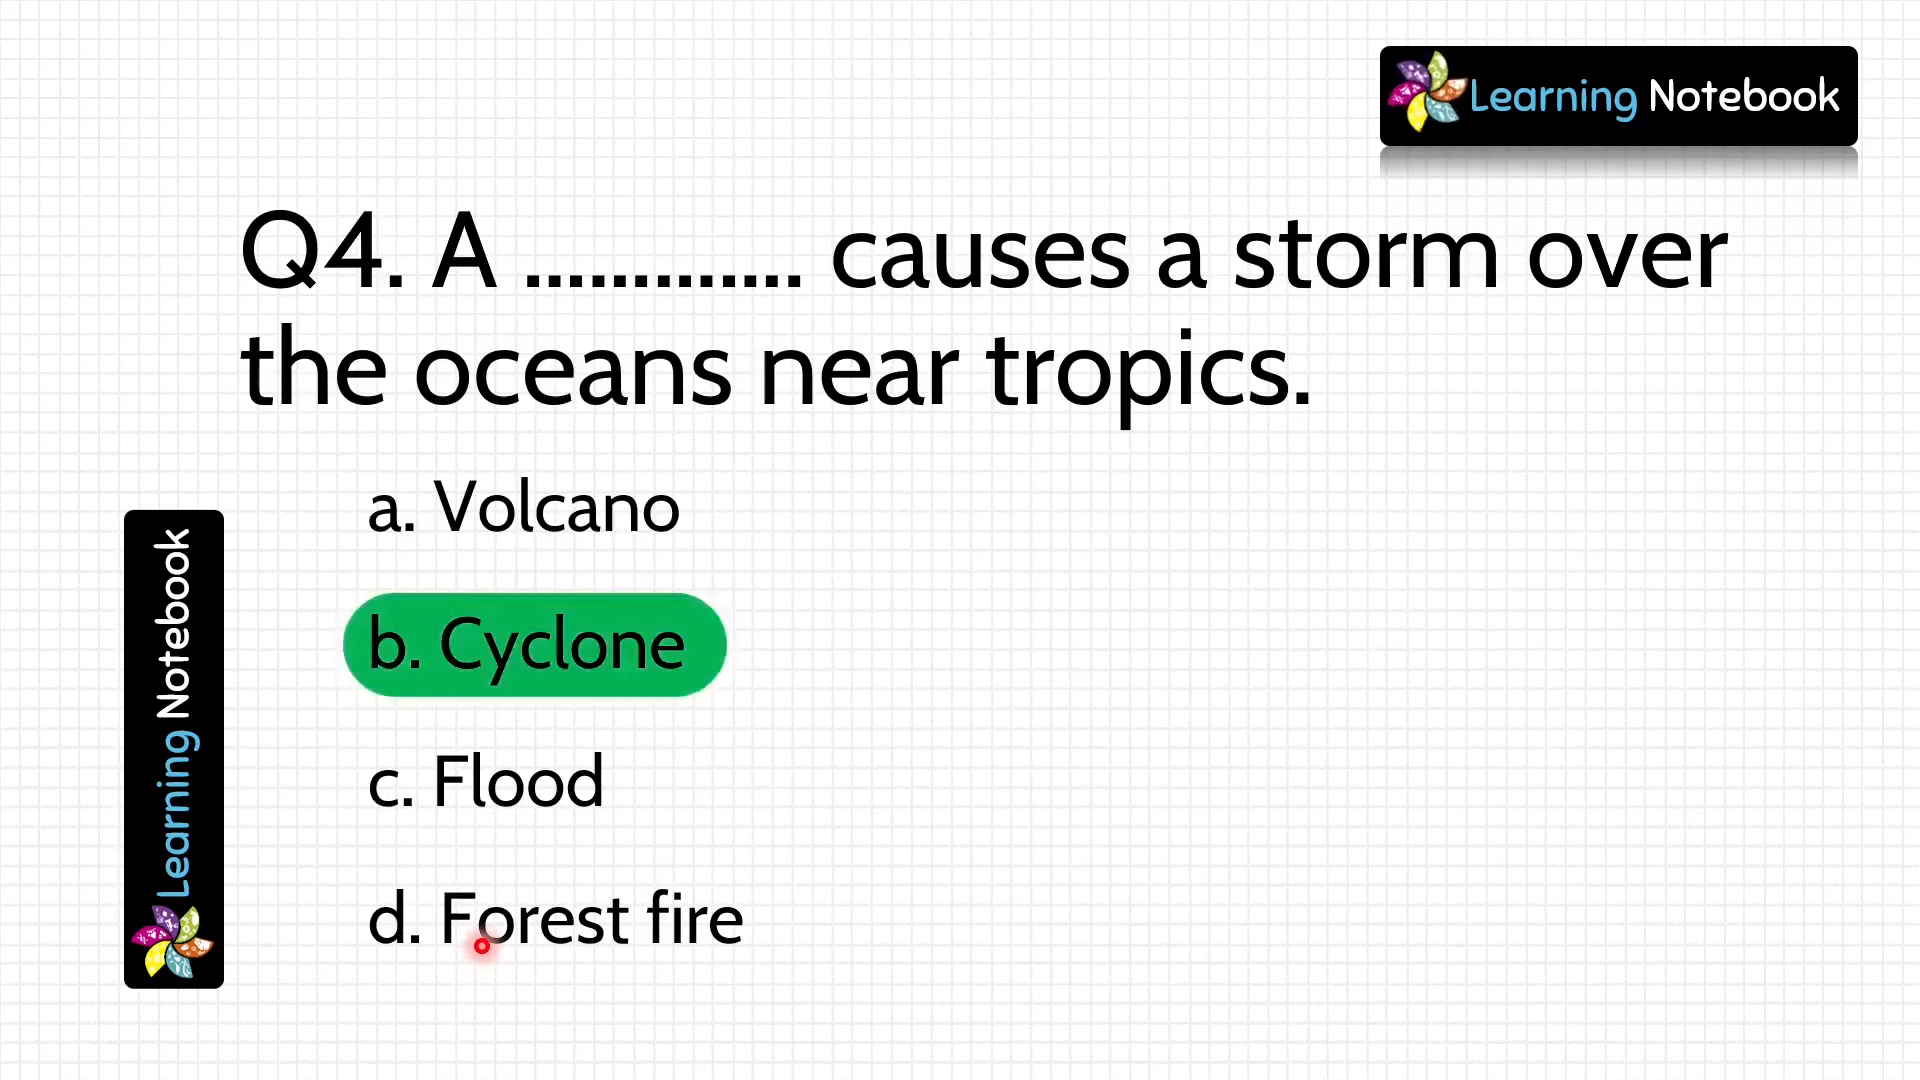 Learning Notebook
Q4. A ............. causes a storm over
the oceans near tropics.
a. Volcano
b. Cyclone
c. Flood
d. Forest fire
Learning Notebook